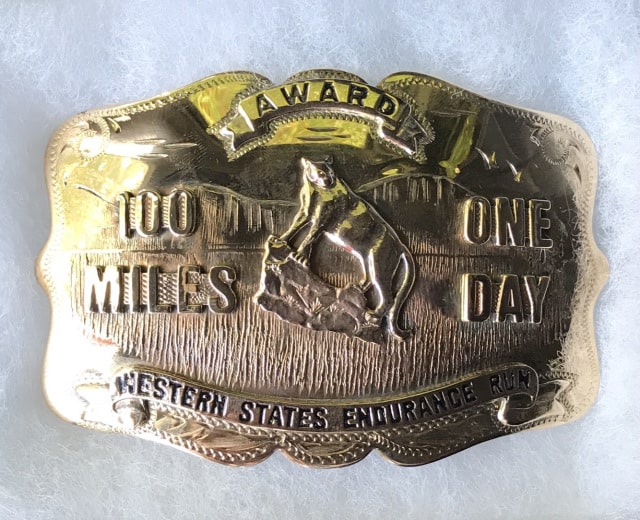 AWARD
100 ONE
MILES DAY
WESTERN STATES ENDURANCE RUN